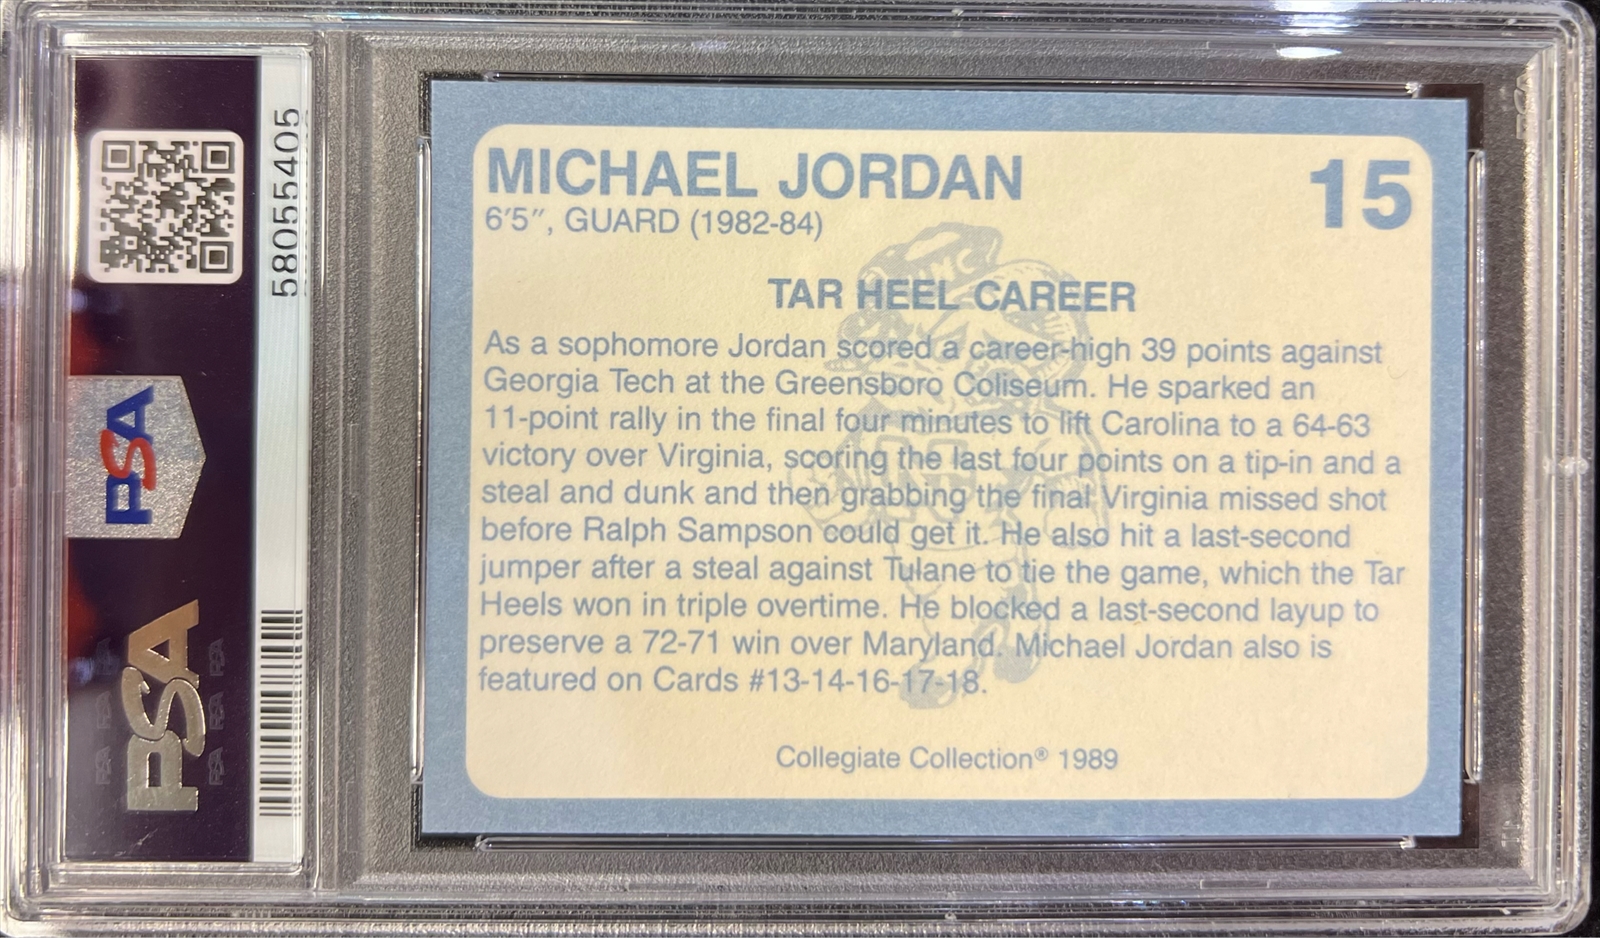 58055405
PSA
PSA
MICHAEL JORDAN
15
6'5", GUARD (1982-84)
TAR HEEL CAREER
As a sophomore Jordan scored a career-high 39 points against
Georgia Tech at the Greensboro Coliseum. He sparked an
11-point rally in the final four minutes to lift Carolina to a 64-63
victory over Virginia, scoring the last four points on a tip-in and a
steal and dunk and then grabbing the final Virginia missed shot
before Ralph Sampson could get it. He also hit a last-second
jumper after a steal against Tulane to tie the game, which the Tar
Heels won in triple overtime. He blocked a last-second layup to
preserve a 72-71 win over Maryland. Michael Jordan also is
featured on Cards #13-14-16-17-18.
Collegiate Collection® 1989